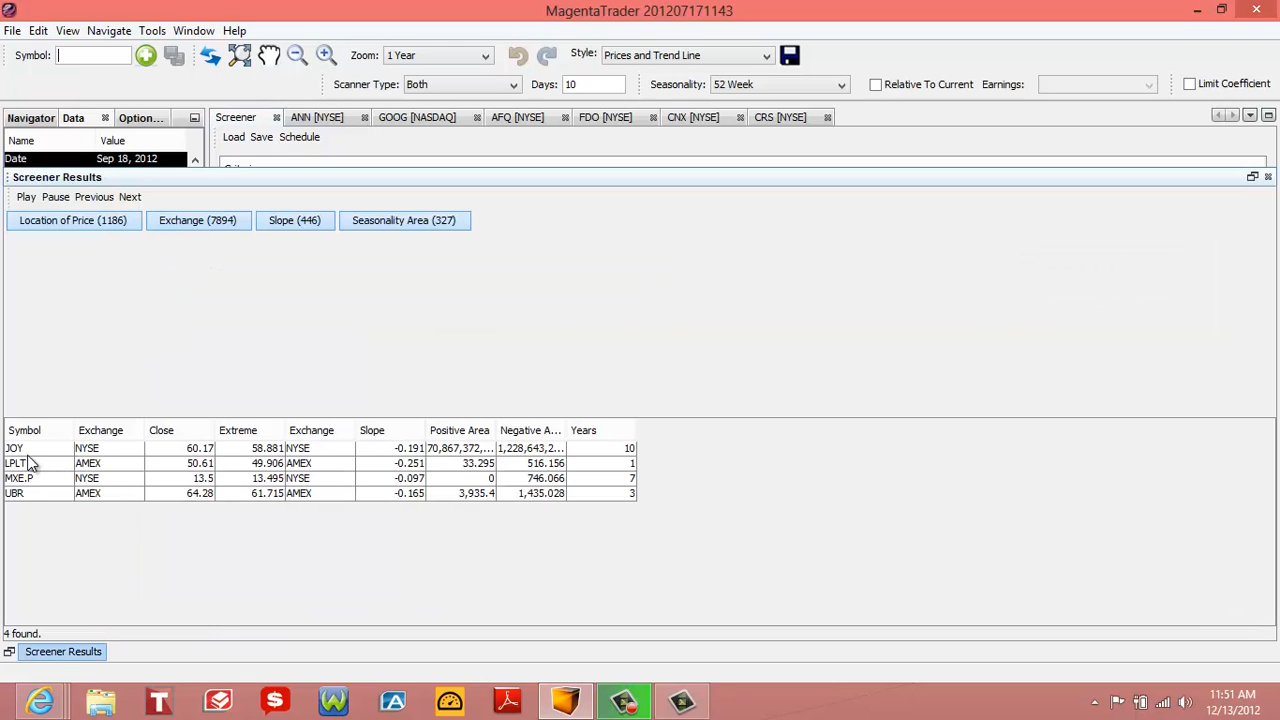 MagentaTrader 201207171143
File Edit View Navigate Tools Window Help
Symbol: Zoom: 1 Year Style: Prices and Trend Line
Scanner Type: Both Days: 10 Seasonality: 52 Week Relative To Current Earnings: Limit Coefficient
Navigator Data Option... Screener ANN [NYSE] GOOG [NASDAQ] AFQ [NYSE] FDO [NYSE] CNX [NYSE] CRS [NYSE]
Name Value Load Save Schedule
Date Sep 18, 2012
Screener Results
Play Pause Previous Next
Location of Price (1186) Exchange (7894) Slope (446) Seasonality Area (327)
Symbol Exchange Close Extreme Exchange Slope Positive Area Negative A... Years
JOY NYSE 60.17 58.881 NYSE -0.191 70,867,372,... 1,228,643,2... 10
LPLT AMEX 50.61 49.906 AMEX -0.251 33.295 516.156 1
MXE.P NYSE 13.5 13.495 NYSE -0.097 0 746.066 7
UBR AMEX 64.28 61.715 AMEX -0.165 3,935.4 1,435.028 3
4 found.
Screener Results
11:51 AM
12/13/2012